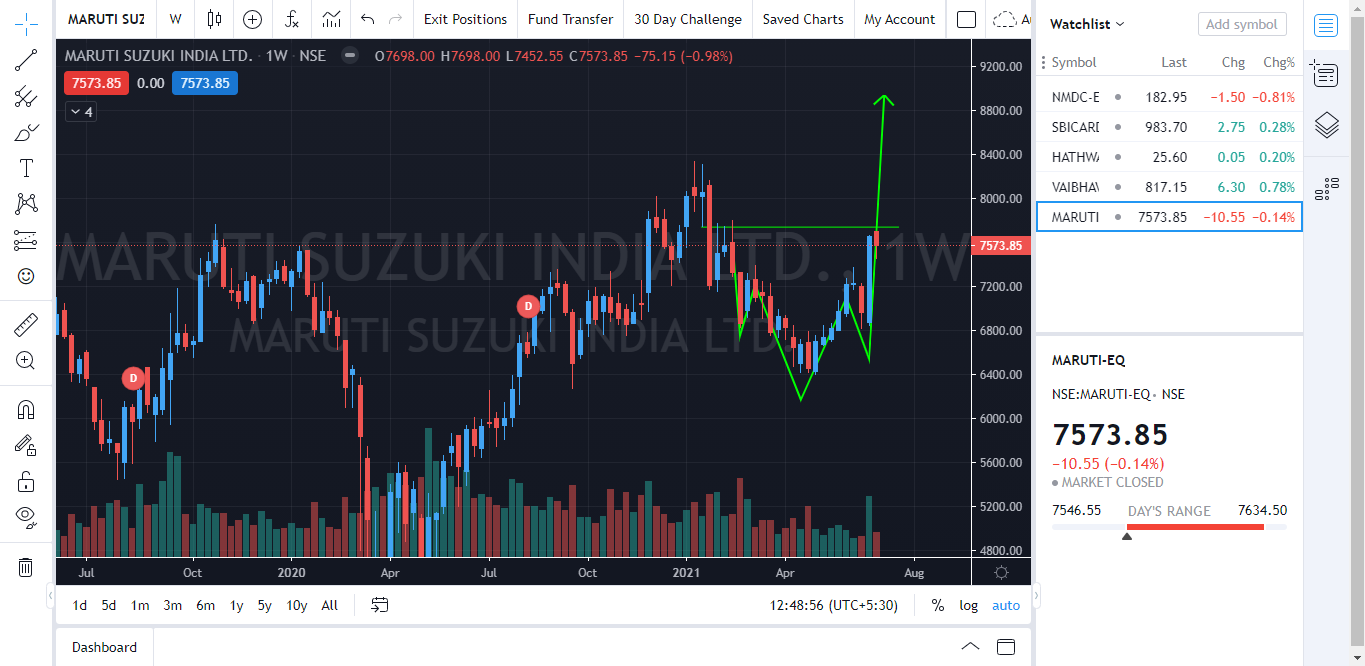 MARUTI SUZ W Exit Positions Fund Transfer 30 Day Challenge Saved Charts My Account
MARUTI SUZUKI INDIA LTD. · 1W · NSE O7698.00 H7698.00 L7452.55 C7573.85 −75.15 (−0.98%)
7573.85 0.00 7573.85
4
MARUTI SUZUKI INDIA LTD., 1W
MARUTI SUZUKI INDIA LTD.
D
D
9200.00
8800.00
8400.00
8000.00
7573.85
7200.00
6800.00
6400.00
6000.00
5600.00
5200.00
4800.00
Jul Oct 2020 Apr Jul Oct 2021 Apr Aug
1d 5d 1m 3m 6m 1y 5y 10y All 12:48:56 (UTC+5:30) % log auto
Dashboard
Watchlist Add symbol
Symbol Last Chg Chg%
NMDC-E 182.95 −1.50 −0.81%
SBICARD 983.70 2.75 0.28%
HATHWA 25.60 0.05 0.20%
VAIBHAV 817.15 6.30 0.78%
MARUTI 7573.85 −10.55 −0.14%
MARUTI-EQ
NSE:MARUTI-EQ • NSE
7573.85
−10.55 (−0.14%)
MARKET CLOSED
7546.55 DAY'S RANGE 7634.50